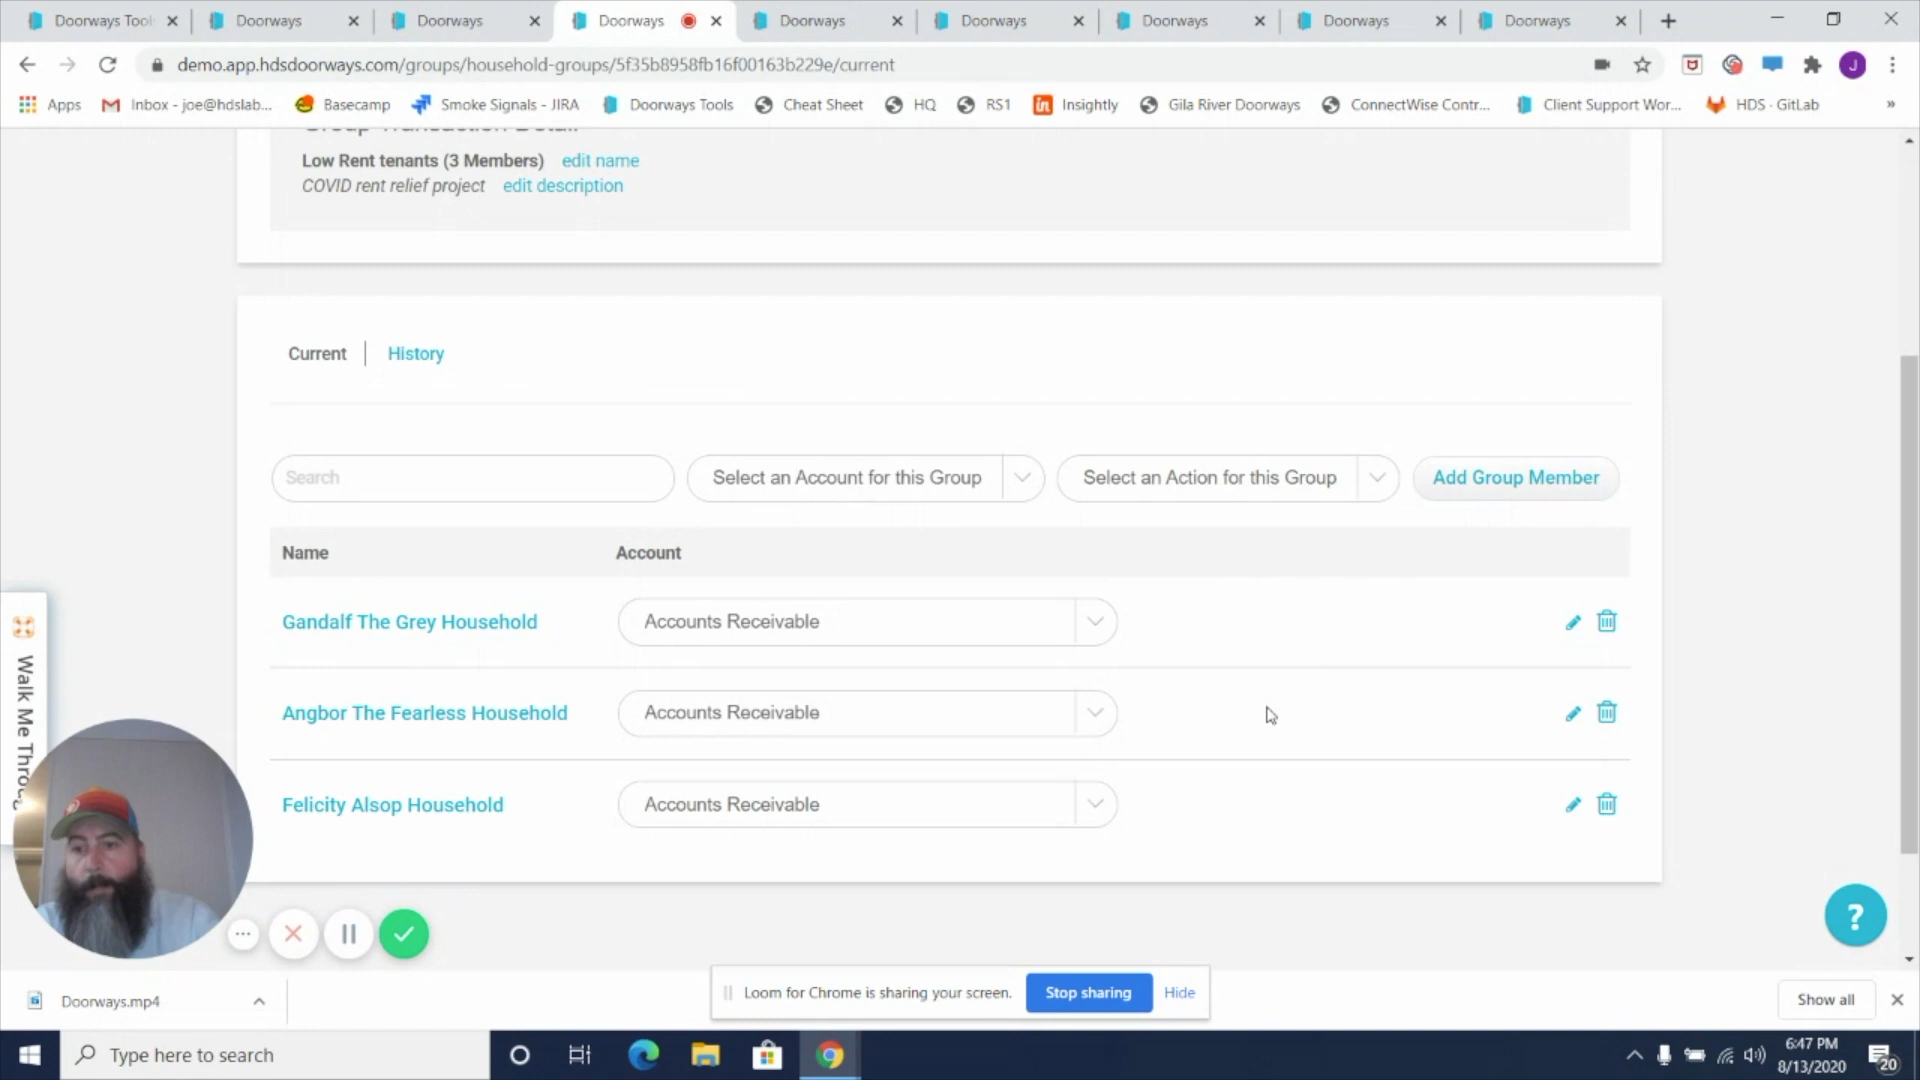 Doorways Tool
Doorways
Doorways
Doorways
Doorways
Doorways
Doorways
Doorways
Doorways
demo.app.hdsdoorways.com/groups/household-groups/5f35b8958fb16f00163b229e/current
J
Apps
Inbox - joe@hdslab...
Basecamp
Smoke Signals - JIRA
Doorways Tools
Cheat Sheet
HQ
RS1
in Insightly
Gila River Doorways
ConnectWise Contr...
Client Support Wor...
HDS · GitLab
»
Group Transaction Detail
Low Rent tenants (3 Members) edit name
COVID rent relief project edit description
Current
History
Search
Select an Account for this Group
Select an Action for this Group
Add Group Member
Name
Account
Gandalf The Grey Household
Accounts Receivable
Angbor The Fearless Household
Accounts Receivable
Felicity Alsop Household
Accounts Receivable
Walk Me Throu
?
Doorways.mp4
Loom for Chrome is sharing your screen.
Stop sharing
Hide
Show all
Type here to search
6:47 PM
8/13/2020
20